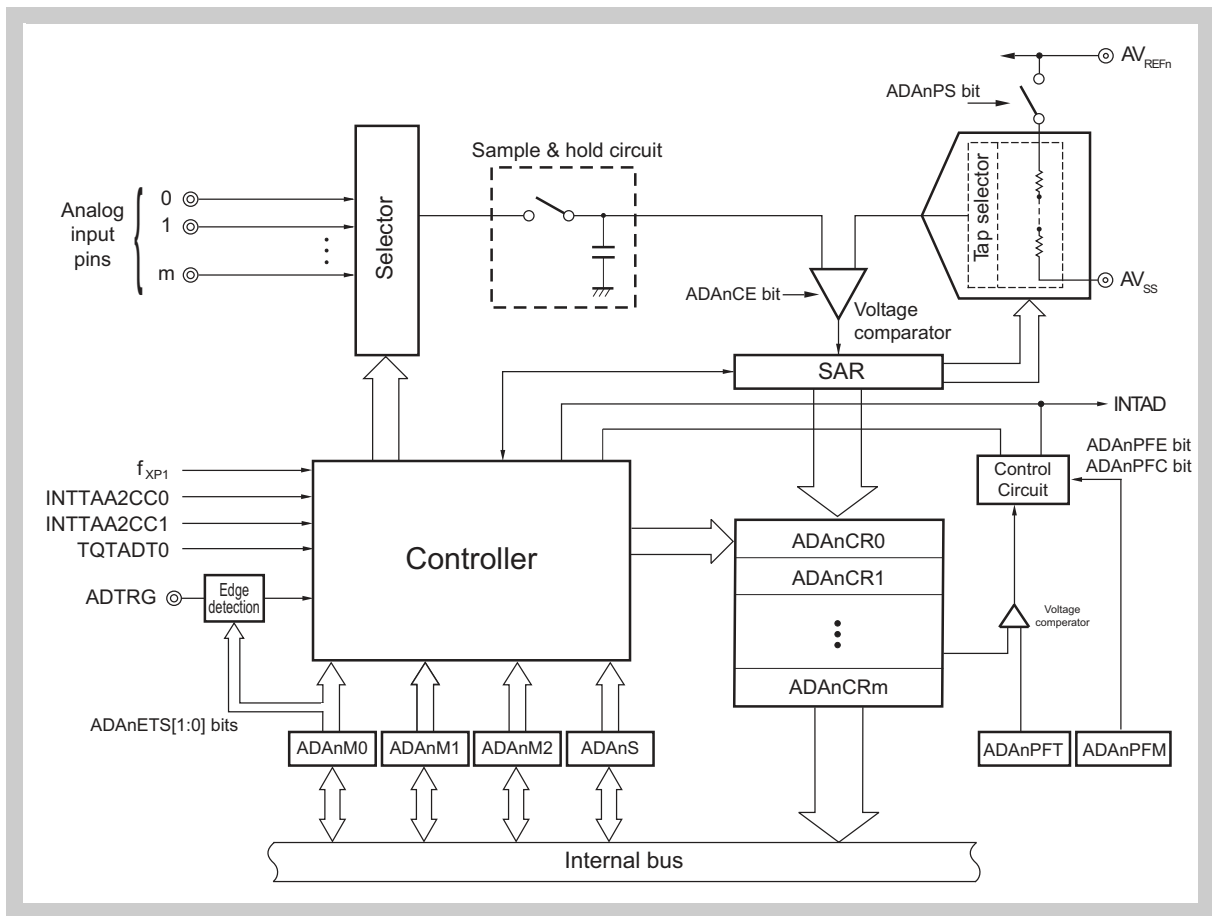 AVREFn
ADAnPS bit
Sample & hold circuit
Analog
input
pins
0
1
m
Selector
Tap selector
AVSS
ADAnCE bit
Voltage
comparator
SAR
INTAD
ADAnPFE bit
ADAnPFC bit
Control
Circuit
fXP1
INTTAA2CC0
INTTAA2CC1
TQTADT0
ADTRG
Edge
detection
Controller
ADAnCR0
ADAnCR1
ADAnCRm
Voltage
comperator
ADAnETS[1:0] bits
ADAnM0
ADAnM1
ADAnM2
ADAnS
ADAnPFT
ADAnPFM
Internal bus